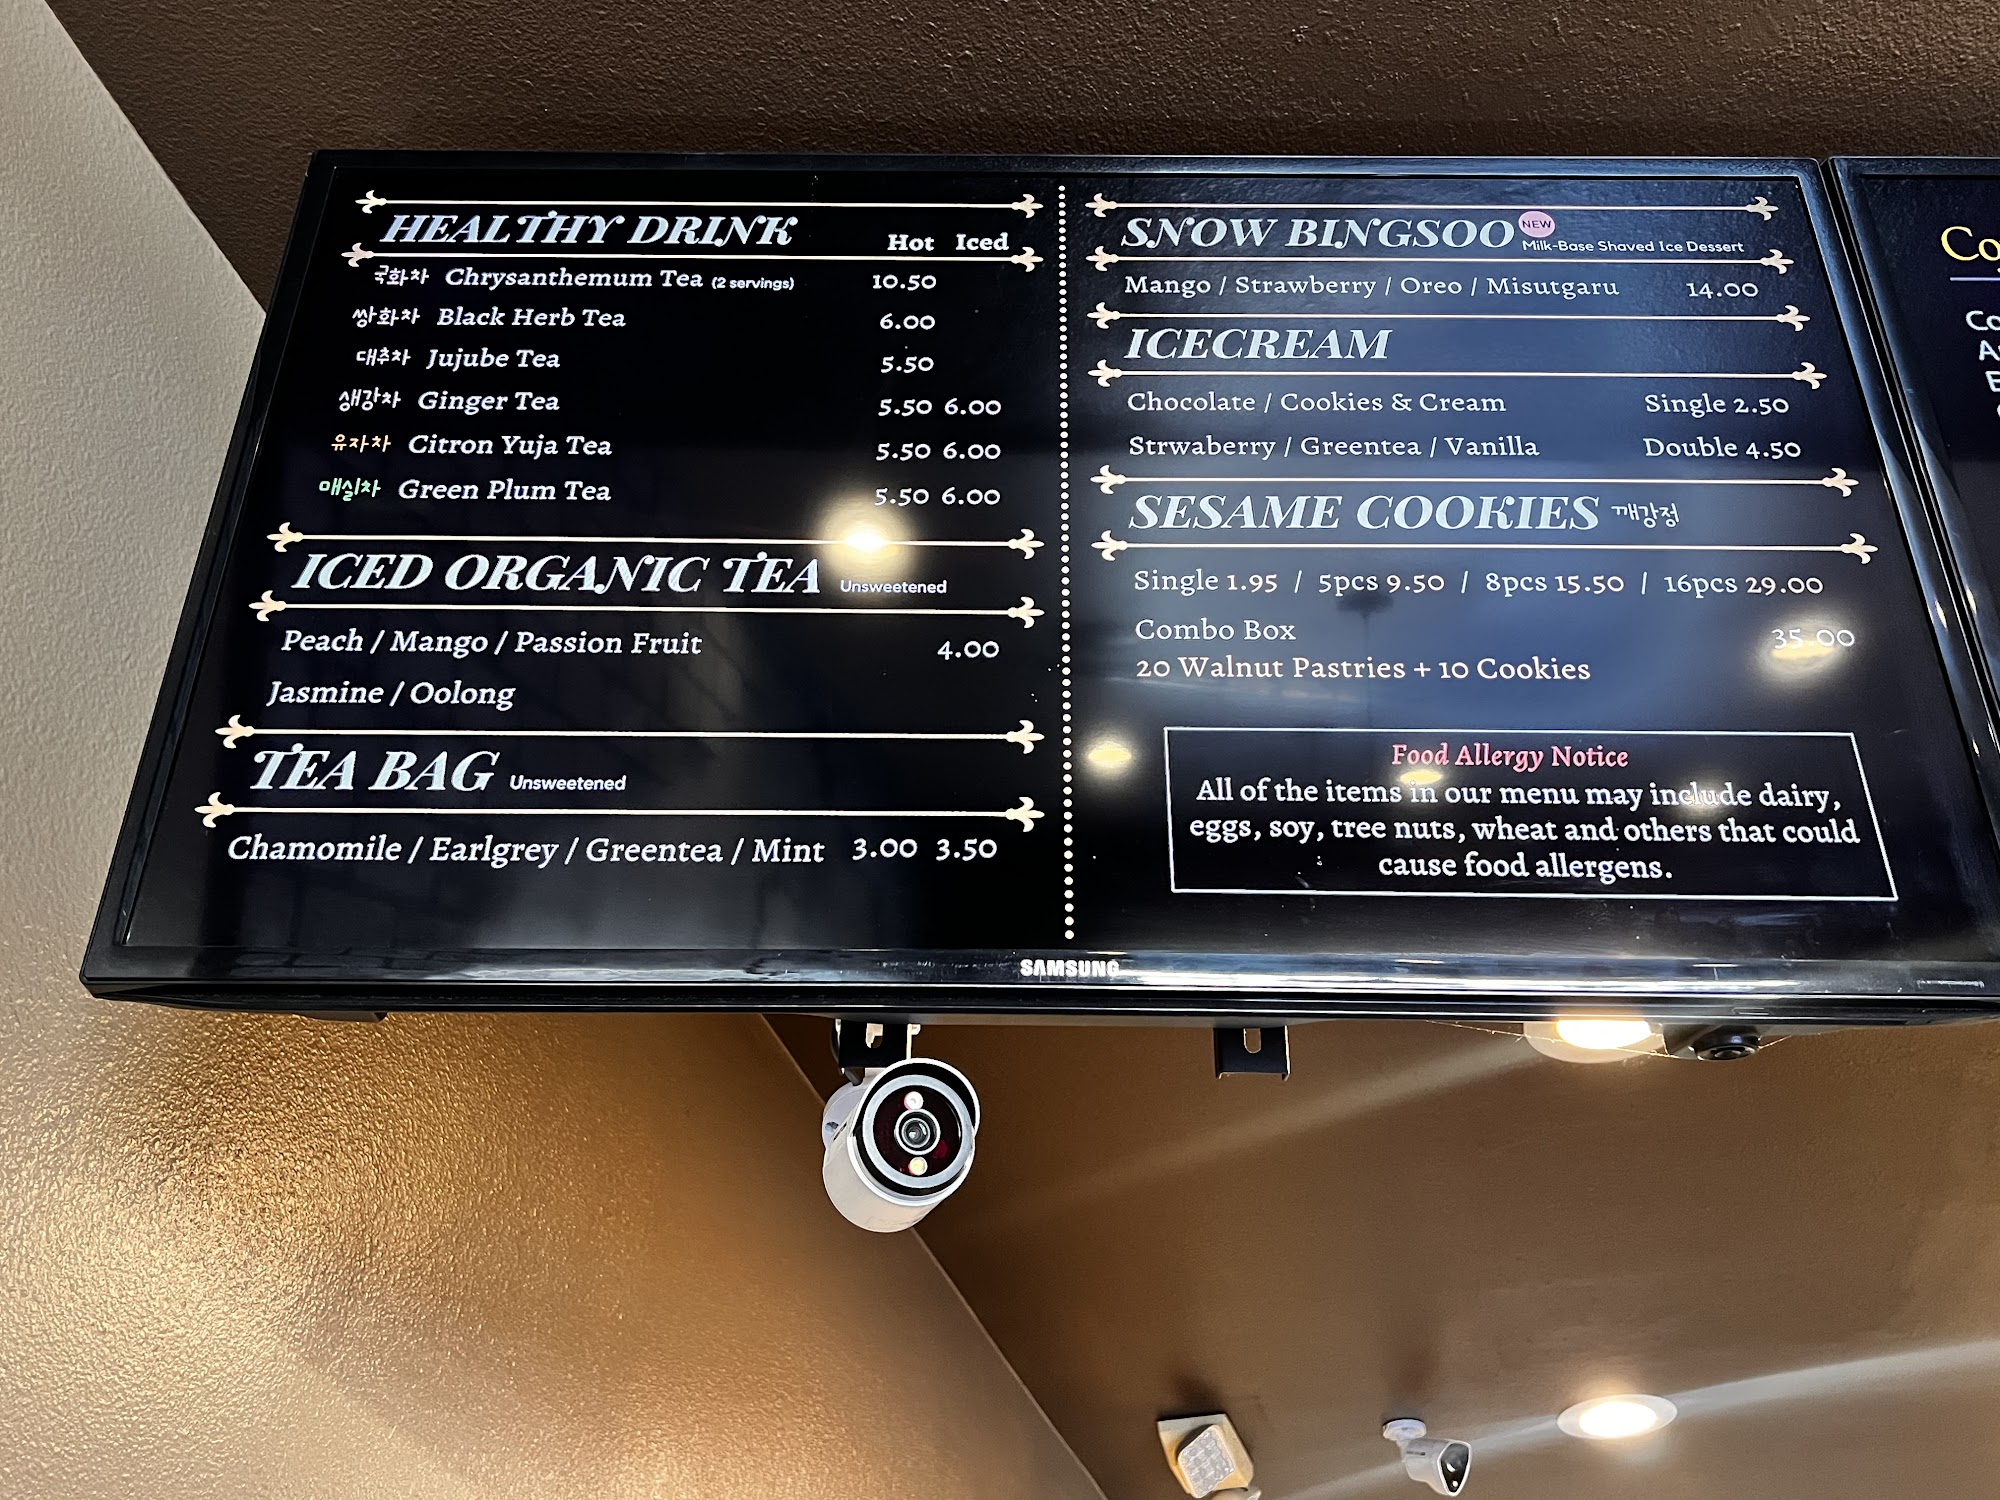 HEALTHY DRINK Hot Iced
국화차 Chrysanthemum Tea (2 servings) 10.50
쌍화차 Black Herb Tea 6.00
대추차 Jujube Tea 5.50
생강차 Ginger Tea 5.50 6.00
유자차 Citron Yuja Tea 5.50 6.00
매실차 Green Plum Tea 5.50 6.00
ICED ORGANIC TEA Unsweetened
Peach / Mango / Passion Fruit 4.00
Jasmine / Oolong
TEA BAG Unsweetened
Chamomile / Earlgrey / Greentea / Mint 3.00 3.50
SNOW BINGSOO NEW Milk-Base Shaved Ice Dessert
Mango / Strawberry / Oreo / Misutgaru 14.00
ICECREAM
Chocolate / Cookies & Cream Single 2.50
Strwaberry / Greentea / Vanilla Double 4.50
SESAME COOKIES 깨강정
Single 1.95 / 5pcs 9.50 / 8pcs 15.50 / 16pcs 29.00
Combo Box 35.00
20 Walnut Pastries + 10 Cookies
Food Allergy Notice
All of the items in our menu may include dairy,
eggs, soy, tree nuts, wheat and others that could
cause food allergens.
SAMSUNG